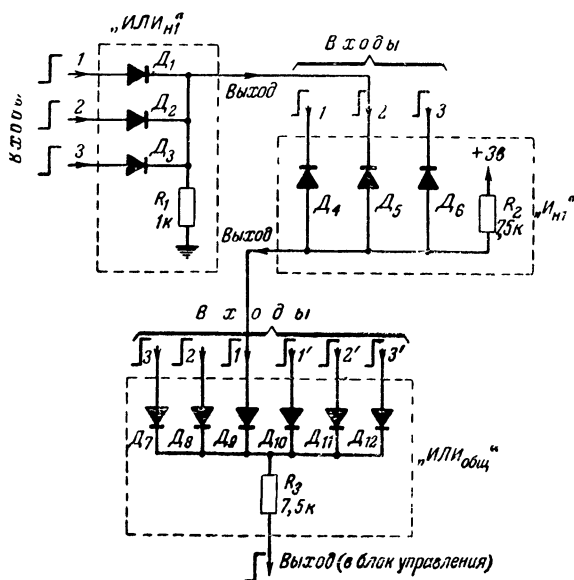 „ИЛИн1“
Входы
1
2
3
Д1
Д2
Д3
R1
1к
Выход
Входы
1
2
3
Д4
Д5
Д6
+3в
R2
7,5к
„Ин1“
Выход
Входы
3
2
1
1'
2'
3'
Д7
Д8
Д9
Д10
Д11
Д12
„ИЛИобщ“
R3
7,5к
Выход (в блок управления)